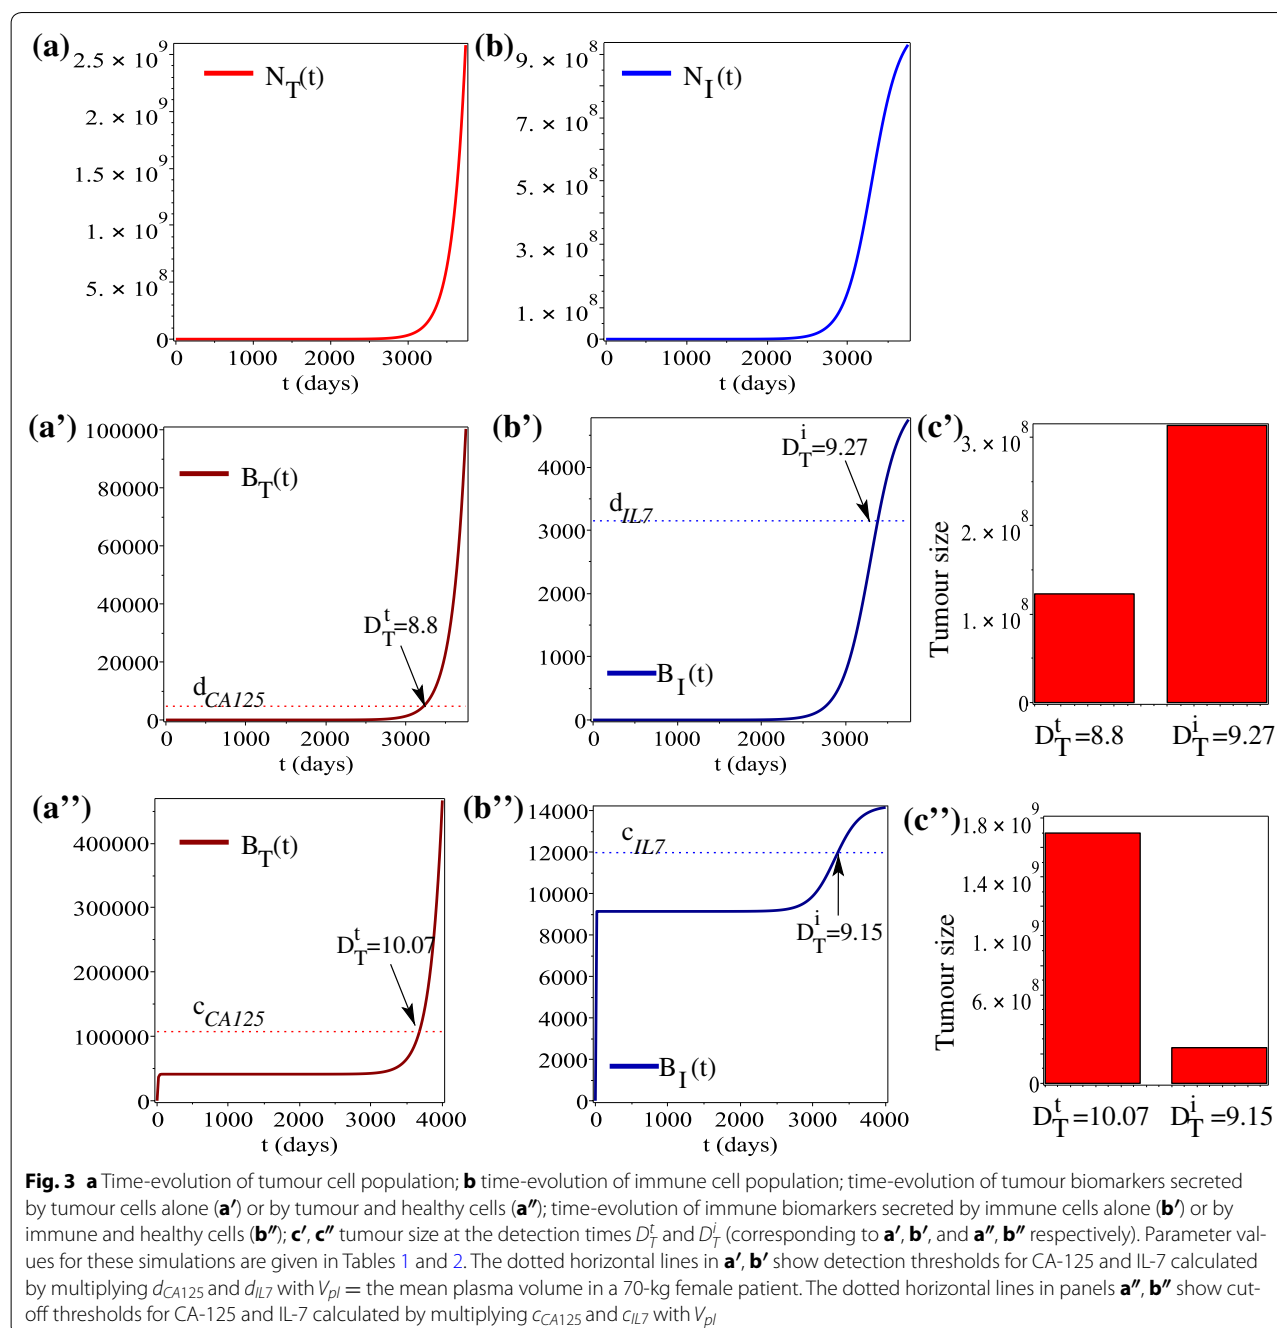 (a)
2.5 × 10^9
2. × 10^9
1.5 × 10^9
1. × 10^9
5. × 10^8
0
N_T(t)
0 1000 2000 3000
t (days)
(b)
9. × 10^8
7. × 10^8
5. × 10^8
3. × 10^8
1. × 10^8
0
N_I(t)
0 1000 2000 3000
t (days)
(a')
100000
80000
60000
40000
20000
0
B_T(t)
D_T^t=8.8
d_CA125
0 1000 2000 3000
t (days)
(b')
4000
3000
2000
1000
0
D_T^i=9.27
d_IL7
B_I(t)
0 1000 2000 3000
t (days)
(c')
Tumour size
3. × 10^8
2. × 10^8
1. × 10^8
0
D_T^t=8.8 D_T^i=9.27
(a'')
400000
300000
200000
100000
0
B_T(t)
D_T^t=10.07
c_CA125
0 1000 2000 3000 4000
t (days)
(b'')
14000
12000
10000
8000
6000
4000
2000
0
c_IL7
D_T^i=9.15
B_I(t)
0 1000 2000 3000 4000
t (days)
(c'')
Tumour size
1.8 × 10^9
1.4 × 10^9
1. × 10^9
6. × 10^8
0
D_T^t=10.07 D_T^i=9.15
Fig. 3 a Time-evolution of tumour cell population; b time-evolution of immune cell population; time-evolution of tumour biomarkers secreted
by tumour cells alone (a′) or by tumour and healthy cells (a″); time-evolution of immune biomarkers secreted by immune cells alone (b′) or by
immune and healthy cells (b″); c′, c″ tumour size at the detection times D_T^t and D_T^i (corresponding to a′, b′, and a″, b″ respectively). Parameter val-
ues for these simulations are given in Tables 1 and 2. The dotted horizontal lines in a′, b′ show detection thresholds for CA-125 and IL-7 calculated
by multiplying d_CA125 and d_IL7 with V_pl = the mean plasma volume in a 70-kg female patient. The dotted horizontal lines in panels a″, b″ show cut-
off thresholds for CA-125 and IL-7 calculated by multiplying c_CA125 and c_IL7 with V_pl